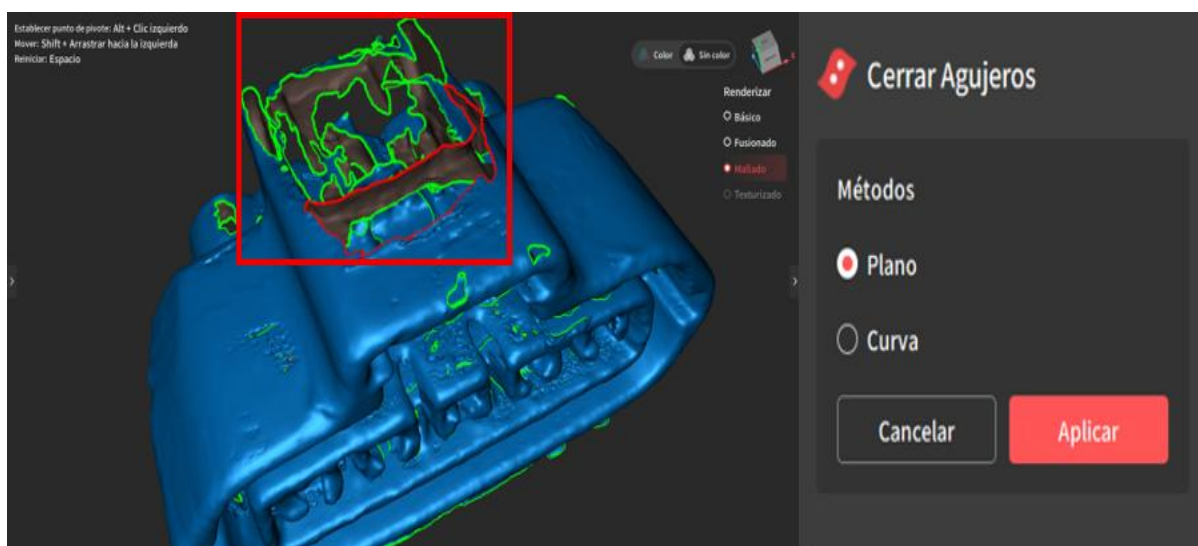 Establecer punto de pivote: Alt + Clic izquierdo
Mover: Shift + Arrastrar hacia la izquierda
Reiniciar: Espacio
Color
Sin color
Renderizar
Básico
Fusionado
Mallado
Texturizado
Cerrar Agujeros
Métodos
Plano
Curva
Cancelar
Aplicar